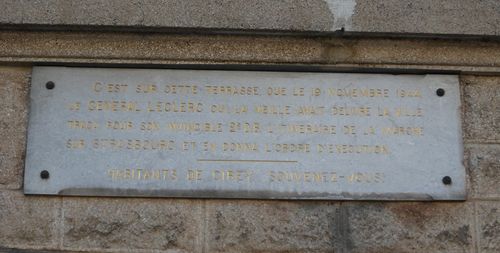 C'EST SUR CETTE TERRASSE, QUE LE 19 NOVEMBRE 1944
LE GENERAL LECLERC QUI LA VEILLE AVAIT DELIVRE LA VILLE
TRAÇA POUR SON INVINCIBLE 2e D.B. L'ITINERAIRE DE LA MARCHE
SUR STRASBOURG ET EN DONNA L'ORDRE D'EXECUTION.
HABITANTS DE CIREY SOUVENEZ-VOUS!